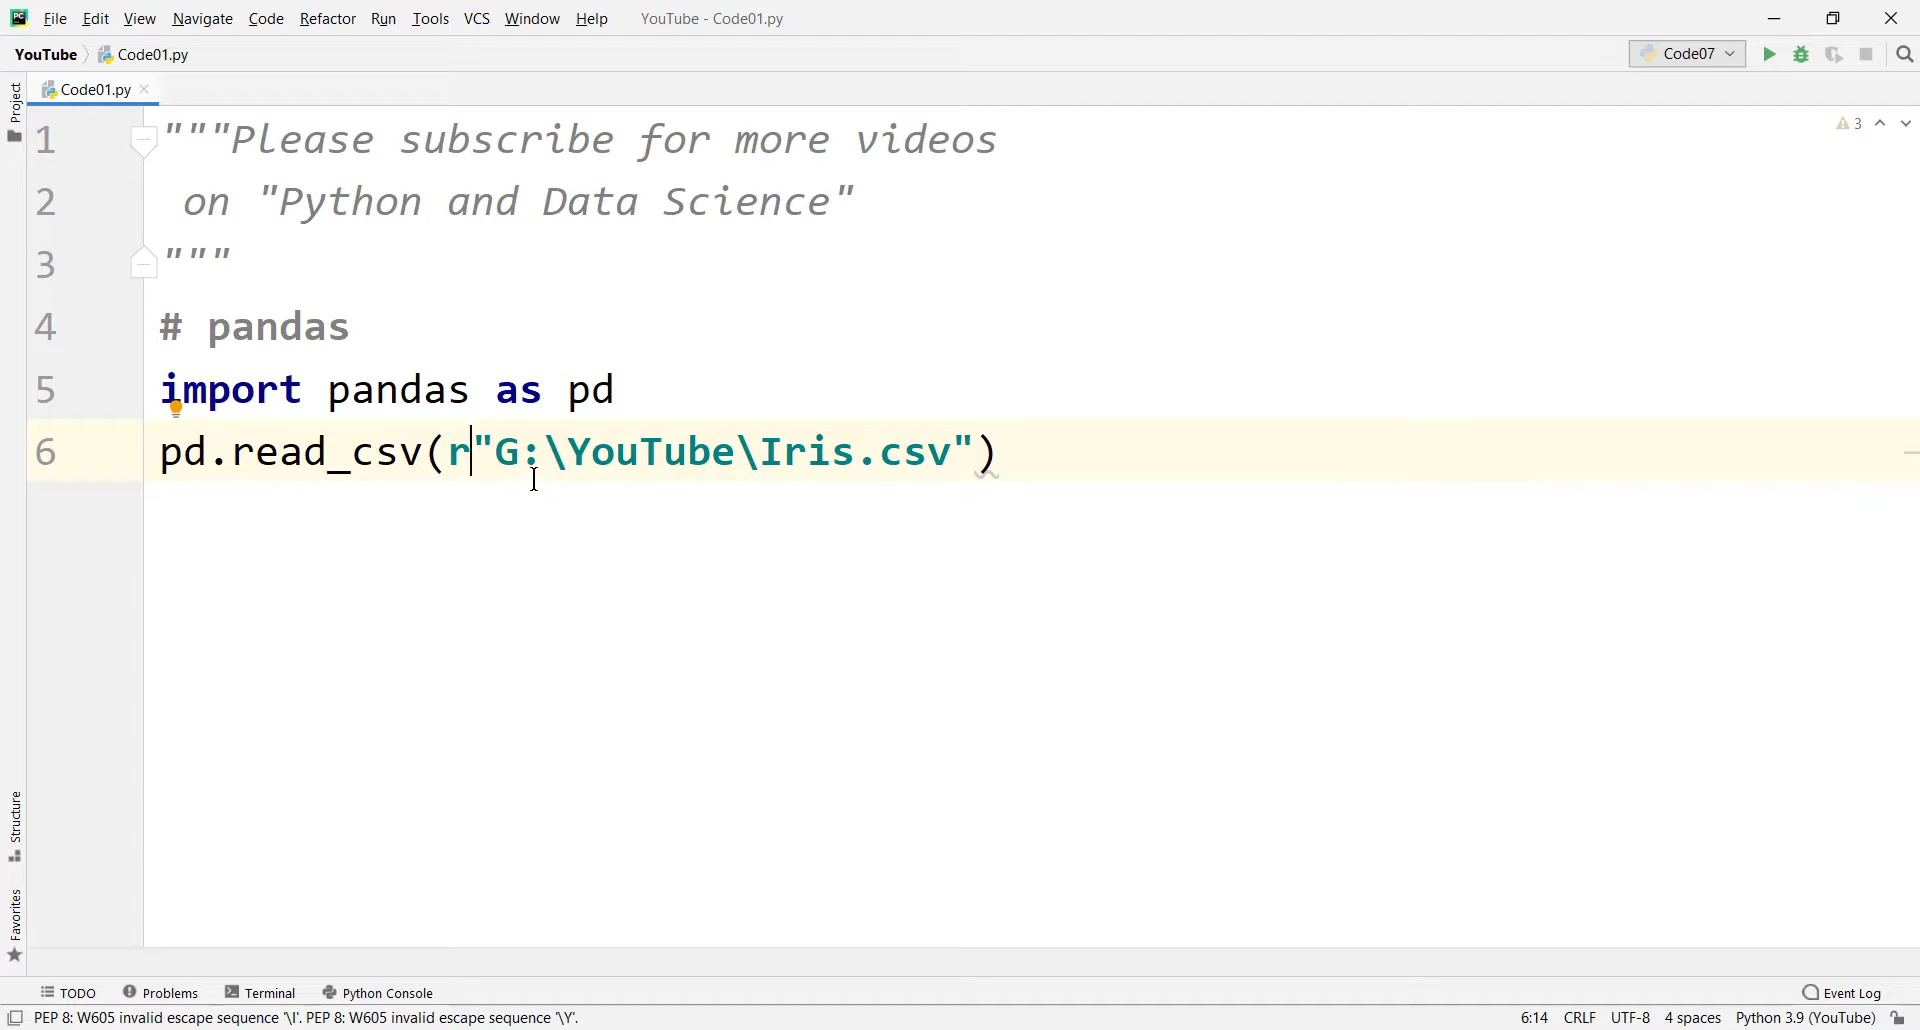 PC File Edit View Navigate Code Refactor Run Tools VCS Window Help YouTube - Code01.py
YouTube Code01.py Code07
Project
Code01.py
3
1 """Please subscribe for more videos
2 on "Python and Data Science"
3 """
4 # pandas
5 import pandas as pd
6 pd.read_csv(r"G:\YouTube\Iris.csv")
Structure
Favorites
TODO Problems Terminal Python Console Event Log
PEP 8: W605 invalid escape sequence '\I'. PEP 8: W605 invalid escape sequence '\Y'. 6:14 CRLF UTF-8 4 spaces Python 3.9 (YouTube)